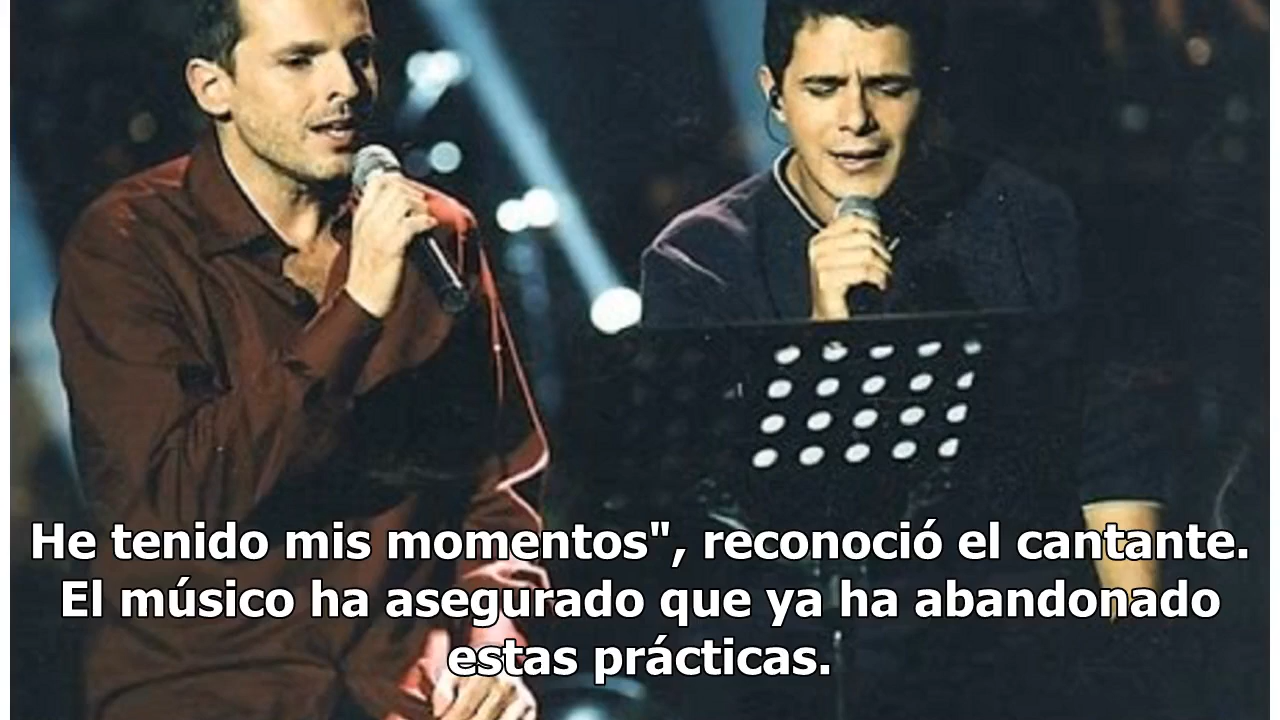 He tenido mis momentos", reconoció el cantante.
El músico ha asegurado que ya ha abandonado
estas prácticas.